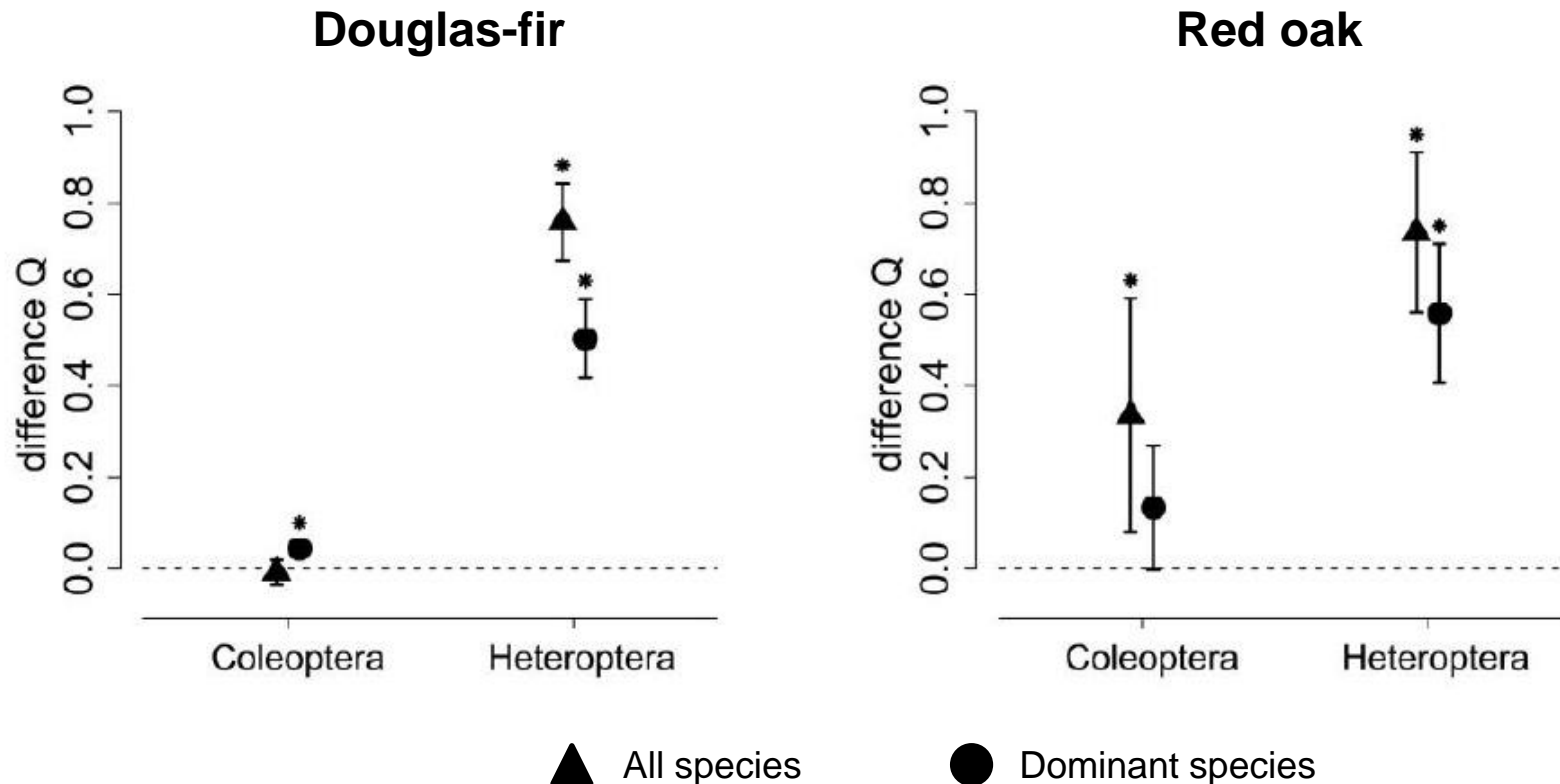 Douglas-fir
difference Q
1.0
0.8
0.6
0.4
0.2
0.0
*
*
*
Coleoptera Heteroptera
Red oak
difference Q
1.0
0.8
0.6
0.4
0.2
0.0
*
*
*
Coleoptera Heteroptera
All species Dominant species